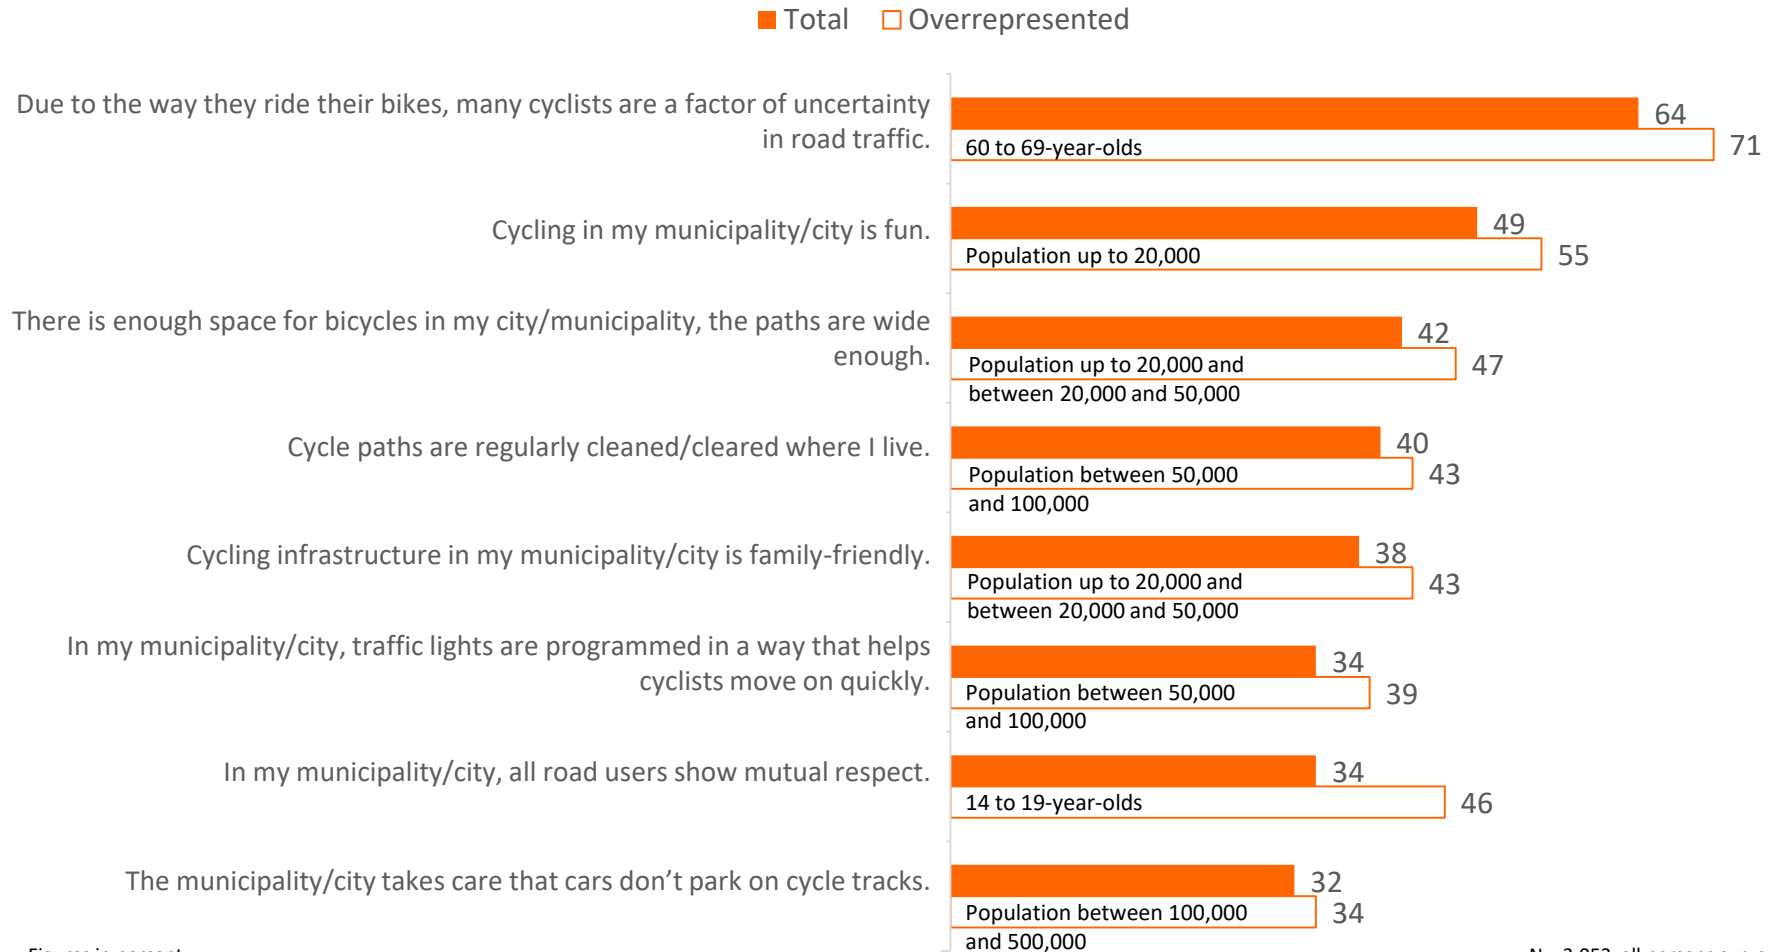 Total Overrepresented
Due to the way they ride their bikes, many cyclists are a factor of uncertainty
in road traffic.
64
60 to 69-year-olds
71
Cycling in my municipality/city is fun.
49
Population up to 20,000
55
There is enough space for bicycles in my city/municipality, the paths are wide
enough.
42
Population up to 20,000 and
between 20,000 and 50,000
47
Cycle paths are regularly cleaned/cleared where I live.
40
Population between 50,000
and 100,000
43
Cycling infrastructure in my municipality/city is family-friendly.
38
Population up to 20,000 and
between 20,000 and 50,000
43
In my municipality/city, traffic lights are programmed in a way that helps
cyclists move on quickly.
34
Population between 50,000
and 100,000
39
In my municipality/city, all road users show mutual respect.
34
14 to 19-year-olds
46
The municipality/city takes care that cars don’t park on cycle tracks.
32
Population between 100,000
and 500,000
34